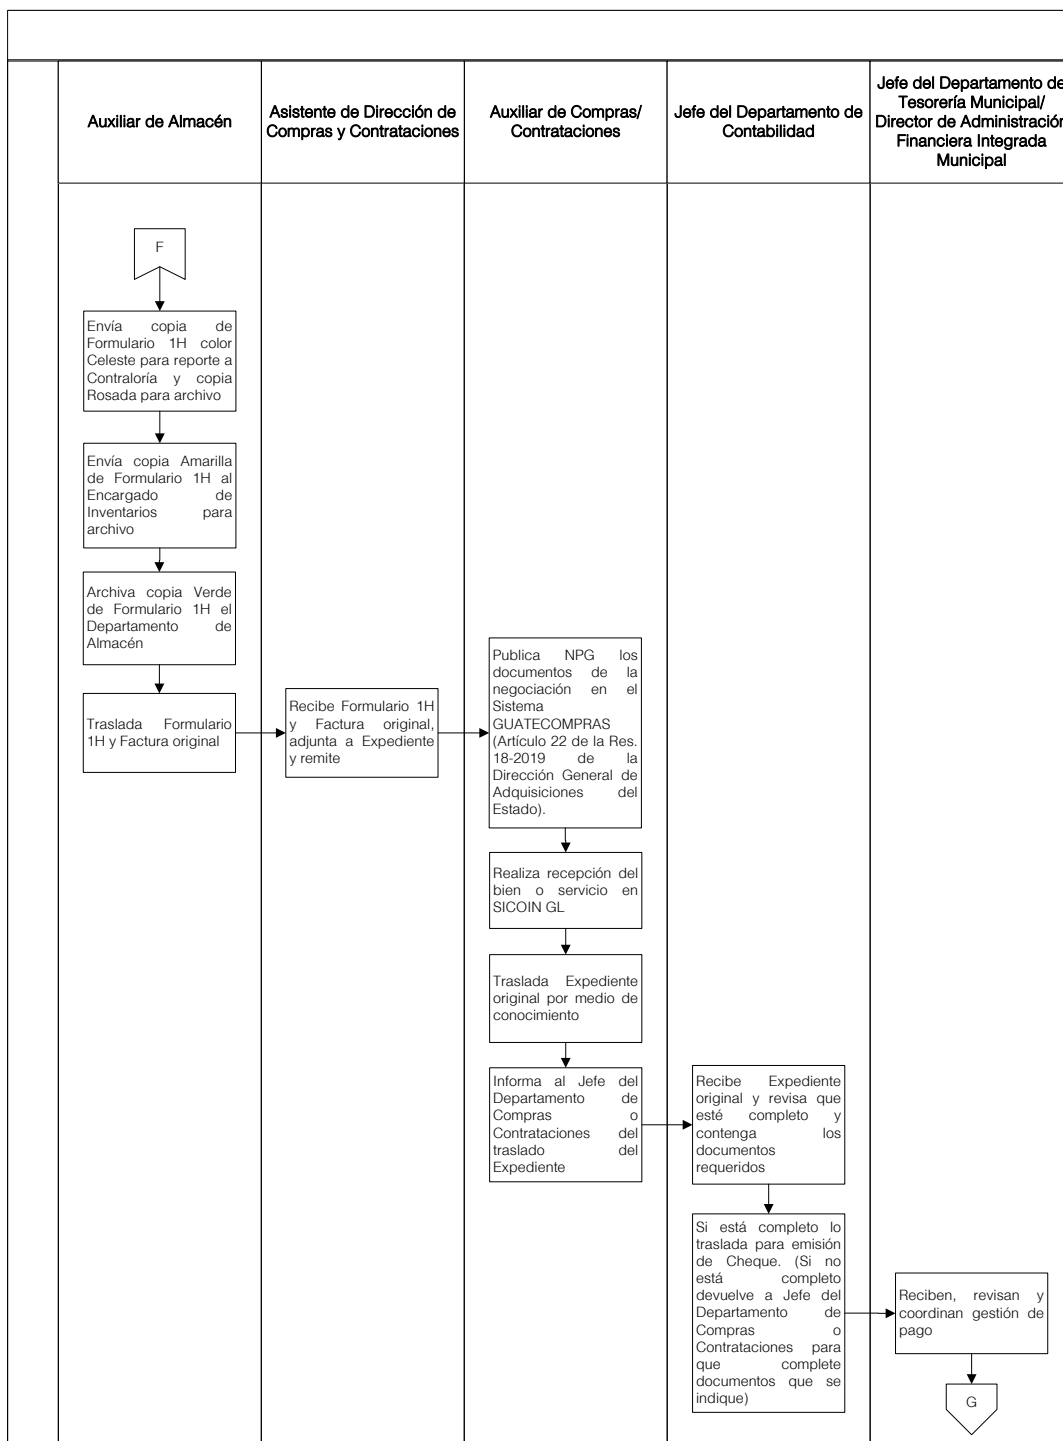 Auxiliar de Almacén
Asistente de Dirección de
Compras y Contrataciones
Auxiliar de Compras/
Contrataciones
Jefe del Departamento de
Contabilidad
Jefe del Departamento de
Tesorería Municipal/
Director de Administración
Financiera Integrada
Municipal
F
Envía copia de
Formulario 1H color
Celeste para reporte a
Contraloría y copia
Rosada para archivo
Envía copia Amarilla
de Formulario 1H al
Encargado de
Inventarios para
archivo
Archiva copia Verde
de Formulario 1H el
Departamento de
Almacén
Traslada Formulario
1H y Factura original
Recibe Formulario 1H
y Factura original,
adjunta a Expediente
y remite
Publica NPG los
documentos de la
negociación en el
Sistema
GUATECOMPRAS
(Artículo 22 de la Res.
18-2019 de la
Dirección General de
Adquisiciones del
Estado).
Realiza recepción del
bien o servicio en
SICOIN GL
Traslada Expediente
original por medio de
conocimiento
Informa al Jefe del
Departamento de
Compras o
Contrataciones del
traslado del
Expediente
Recibe Expediente
original y revisa que
esté completo y
contenga los
documentos
requeridos
Si está completo lo
traslada para emisión
de Cheque. (Si no
está completo
devuelve a Jefe del
Departamento de
Compras o
Contrataciones para
que complete
documentos que se
indique)
Reciben, revisan y
coordinan gestión de
pago
G